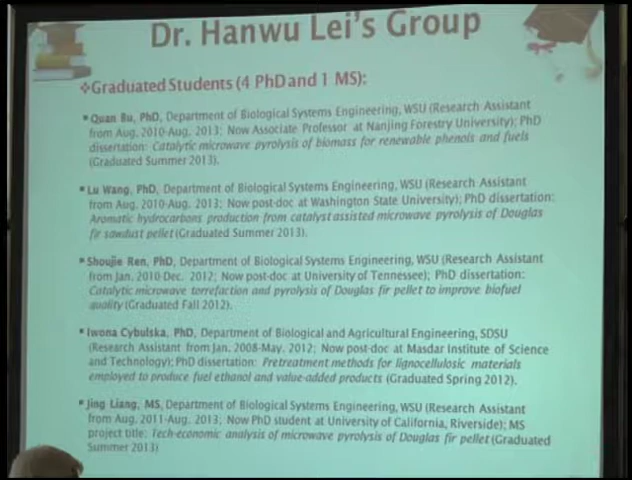 Dr. Hanwu Lei's Group
❖Graduated Students (4 PhD and 1 MS):
▪Quan Bu, PhD, Department of Biological Systems Engineering, WSU (Research Assistant
from Aug. 2010-Aug. 2013; Now Associate Professor at Nanjing Forestry University); PhD
dissertation: Catalytic microwave pyrolysis of biomass for renewable phenols and fuels
(Graduated Summer 2013).
▪Lu Wang, PhD, Department of Biological Systems Engineering, WSU (Research Assistant
from Aug. 2010-Aug. 2013; Now post-doc at Washington State University); PhD dissertation:
Aromatic hydrocarbons production from catalyst assisted microwave pyrolysis of Douglas
fir sawdust pellet (Graduated Summer 2013).
▪Shoujie Ren, PhD, Department of Biological Systems Engineering, WSU (Research Assistant
from Jan. 2010-Dec. 2012; Now post-doc at University of Tennessee); PhD dissertation:
Catalytic microwave torrefaction and pyrolysis of Douglas fir pellet to improve biofuel
quality (Graduated Fall 2012).
▪Iwona Cybulska, PhD, Department of Biological and Agricultural Engineering, SDSU
(Research Assistant from Jan. 2008-May. 2012; Now post-doc at Masdar Institute of Science
and Technology); PhD dissertation: Pretreatment methods for lignocellulosic materials
employed to produce fuel ethanol and value-added products (Graduated Spring 2012).
▪Jing Liang, MS, Department of Biological Systems Engineering, WSU (Research Assistant
from Aug. 2011-Aug. 2013; Now PhD student at University of California, Riverside); MS
project title: Tech-economic analysis of microwave pyrolysis of Douglas fir pellet (Graduated
Summer 2013)